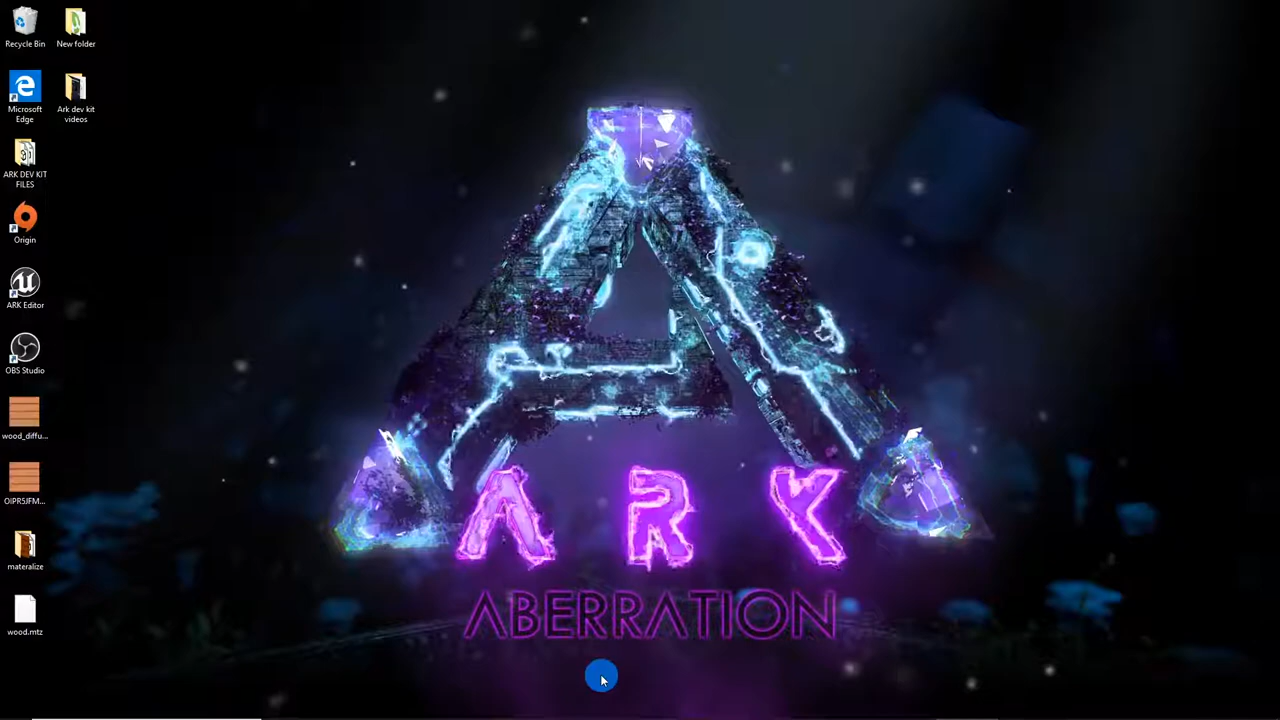 Recycle Bin
New folder
Microsoft
Edge
Ark dev kit
videos
ARK DEV KIT
FILES
Origin
ARK Editor
OBS Studio
wood_diffu...
OIPR5JFM...
materalize
wood.mtz
ARK
ABERRATION